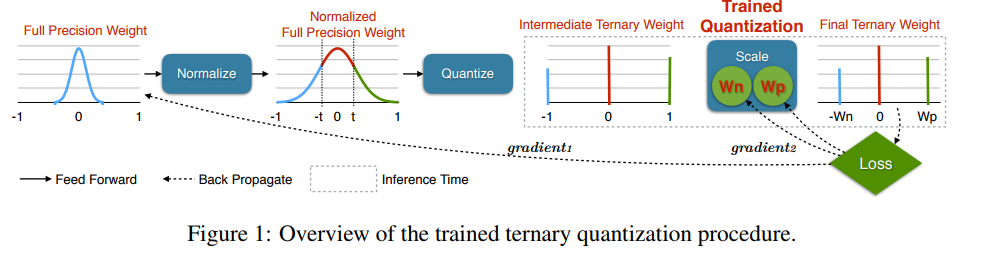 Full Precision Weight
-1 0 1
Normalize
Normalized
Full Precision Weight
-1 -t 0 t 1
Quantize
Intermediate Ternary Weight
-1 0 1
Trained
Quantization
Scale
Wn Wp
Final Ternary Weight
-Wn 0 Wp
gradient1
gradient2
Loss
Feed Forward
Back Propagate
Inference Time
Figure 1: Overview of the trained ternary quantization procedure.